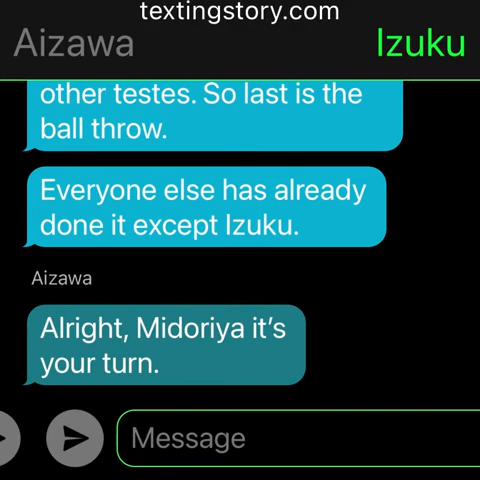 textingstory.com
Aizawa
Izuku
other testes. So last is the
ball throw.
Everyone else has already
done it except Izuku.
Aizawa
Alright, Midoriya it's
your turn.
Message